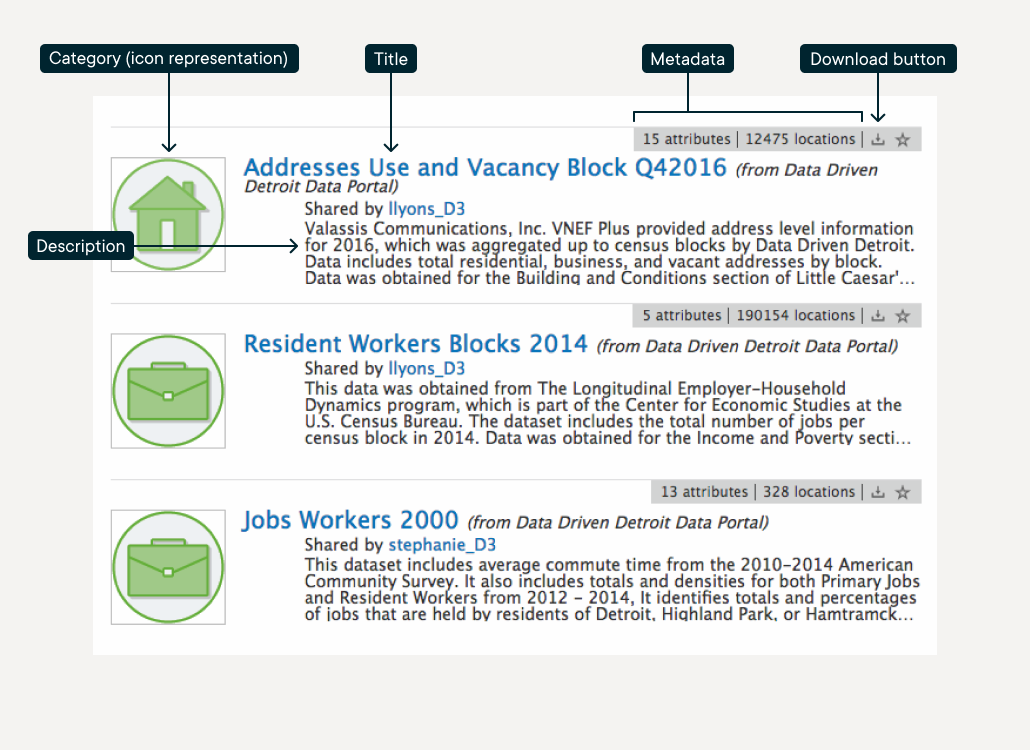 Category (icon representation)
Title
Metadata
Download button
15 attributes | 12475 locations |
Addresses Use and Vacancy Block Q42016 (from Data Driven
Detroit Data Portal)
Shared by llyons_D3
Description
Valassis Communications, Inc. VNEF Plus provided address level information
for 2016, which was aggregated up to census blocks by Data Driven Detroit.
Data includes total residential, business, and vacant addresses by block.
Data was obtained for the Building and Conditions section of Little Caesar'...
5 attributes | 190154 locations |
Resident Workers Blocks 2014 (from Data Driven Detroit Data Portal)
Shared by llyons_D3
This data was obtained from The Longitudinal Employer-Household
Dynamics program, which is part of the Center for Economic Studies at the
U.S. Census Bureau. The dataset includes the total number of jobs per
census block in 2014. Data was obtained for the Income and Poverty secti...
13 attributes | 328 locations |
Jobs Workers 2000 (from Data Driven Detroit Data Portal)
Shared by stephanie_D3
This dataset includes average commute time from the 2010-2014 American
Community Survey. It also includes totals and densities for both Primary Jobs
and Resident Workers from 2012 - 2014, It identifies totals and percentages
of jobs that are held by residents of Detroit, Highland Park, or Hamtramck...